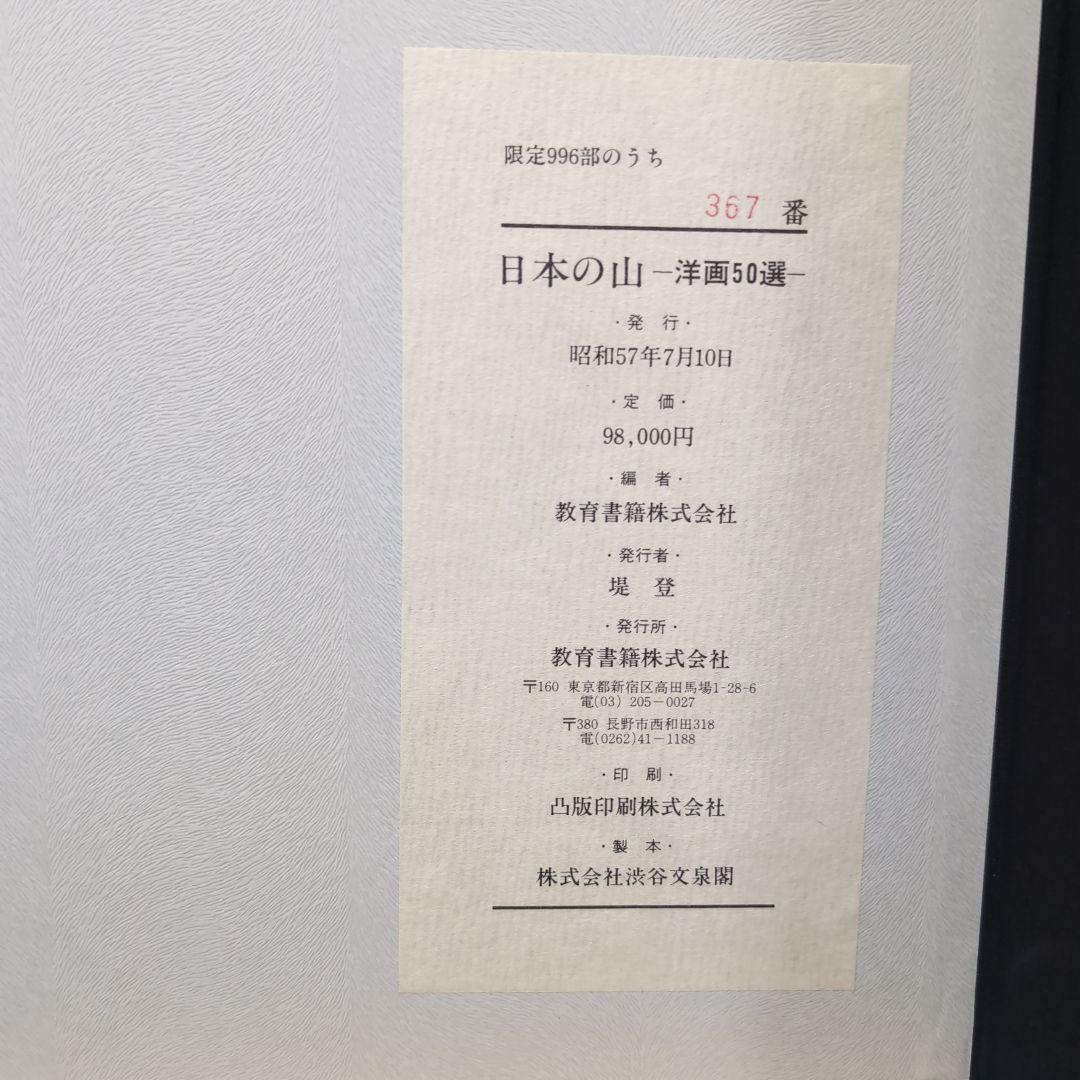 限定996部のうち
367 番
日本の山 −洋画50選−
・発 行・
昭和57年7月10日
・定 価・
98,000円
・編 者・
教育書籍株式会社
・発行者・
堤 登
・発行所・
教育書籍株式会社
〒160 東京都新宿区高田馬場1-28-6
電(03) 205−0027
〒380 長野市西和田318
電(0262)41−1188
・印 刷・
凸版印刷株式会社
・製 本・
株式会社渋谷文泉閣